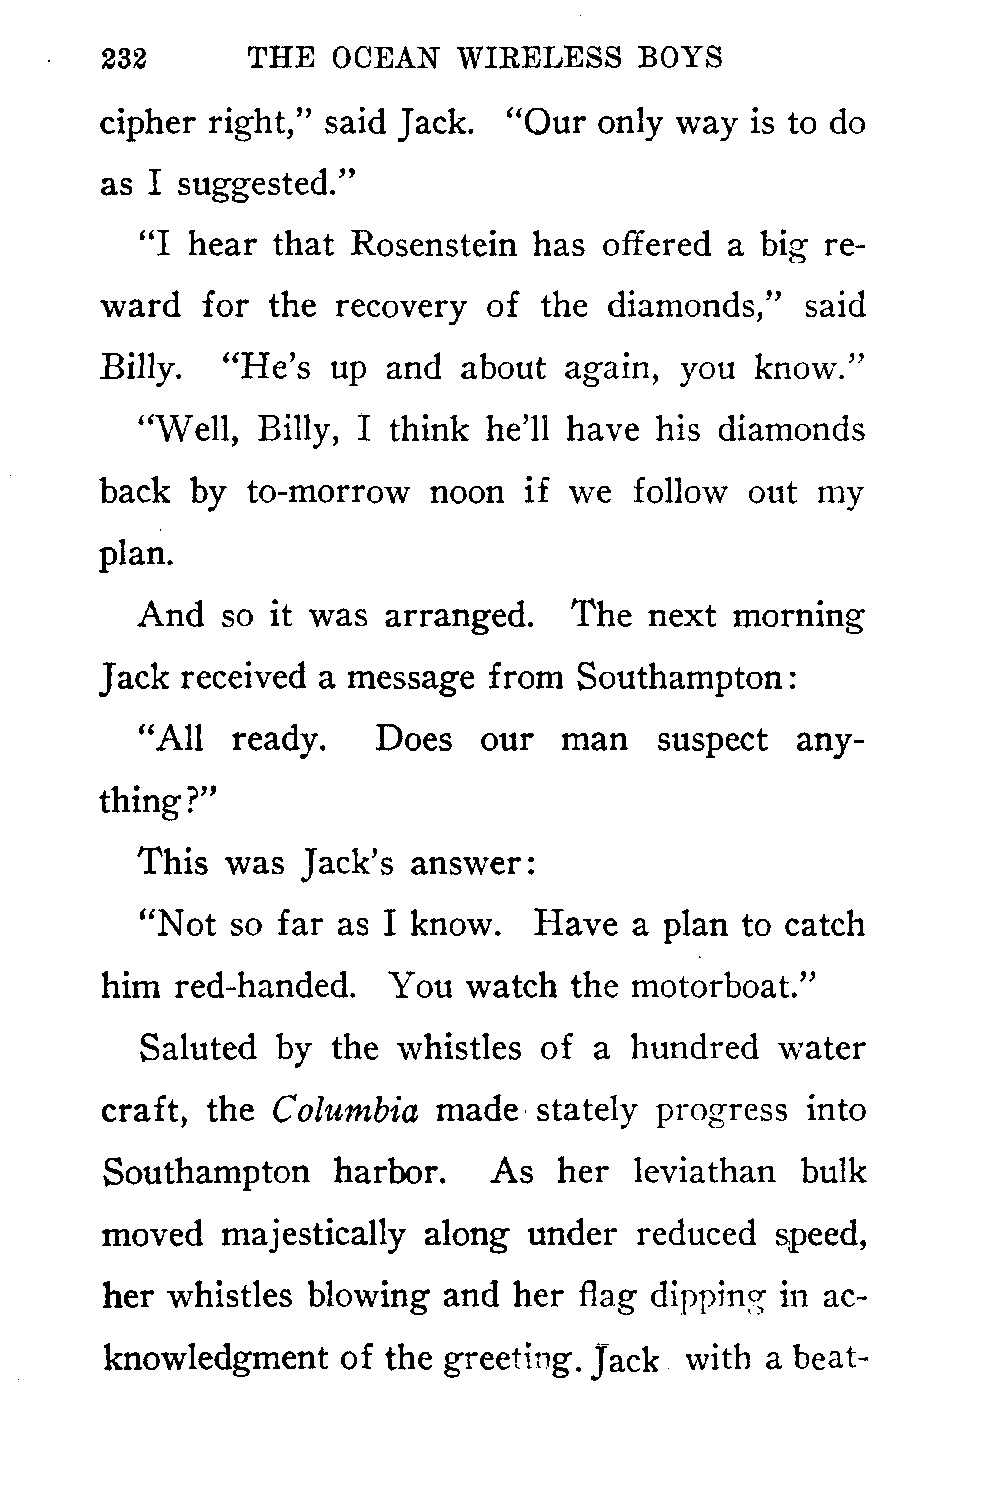 232 THE OCEAN WIRELESS BOYS
cipher right,” said Jack. “Our only way is to do
as I suggested.”
“I hear that Rosenstein has offered a big re-
ward for the recovery of the diamonds,” said
Billy. “He’s up and about again, you know.”
“Well, Billy, I think he’ll have his diamonds
back by to-morrow noon if we follow out my
plan.
And so it was arranged. The next morning
Jack received a message from Southampton:
“All ready. Does our man suspect any-
thing?”
This was Jack’s answer:
“Not so far as I know. Have a plan to catch
him red-handed. You watch the motorboat.”
Saluted by the whistles of a hundred water
craft, the Columbia made stately progress into
Southampton harbor. As her leviathan bulk
moved majestically along under reduced speed,
her whistles blowing and her flag dipping in ac-
knowledgment of the greeting. Jack with a beat-